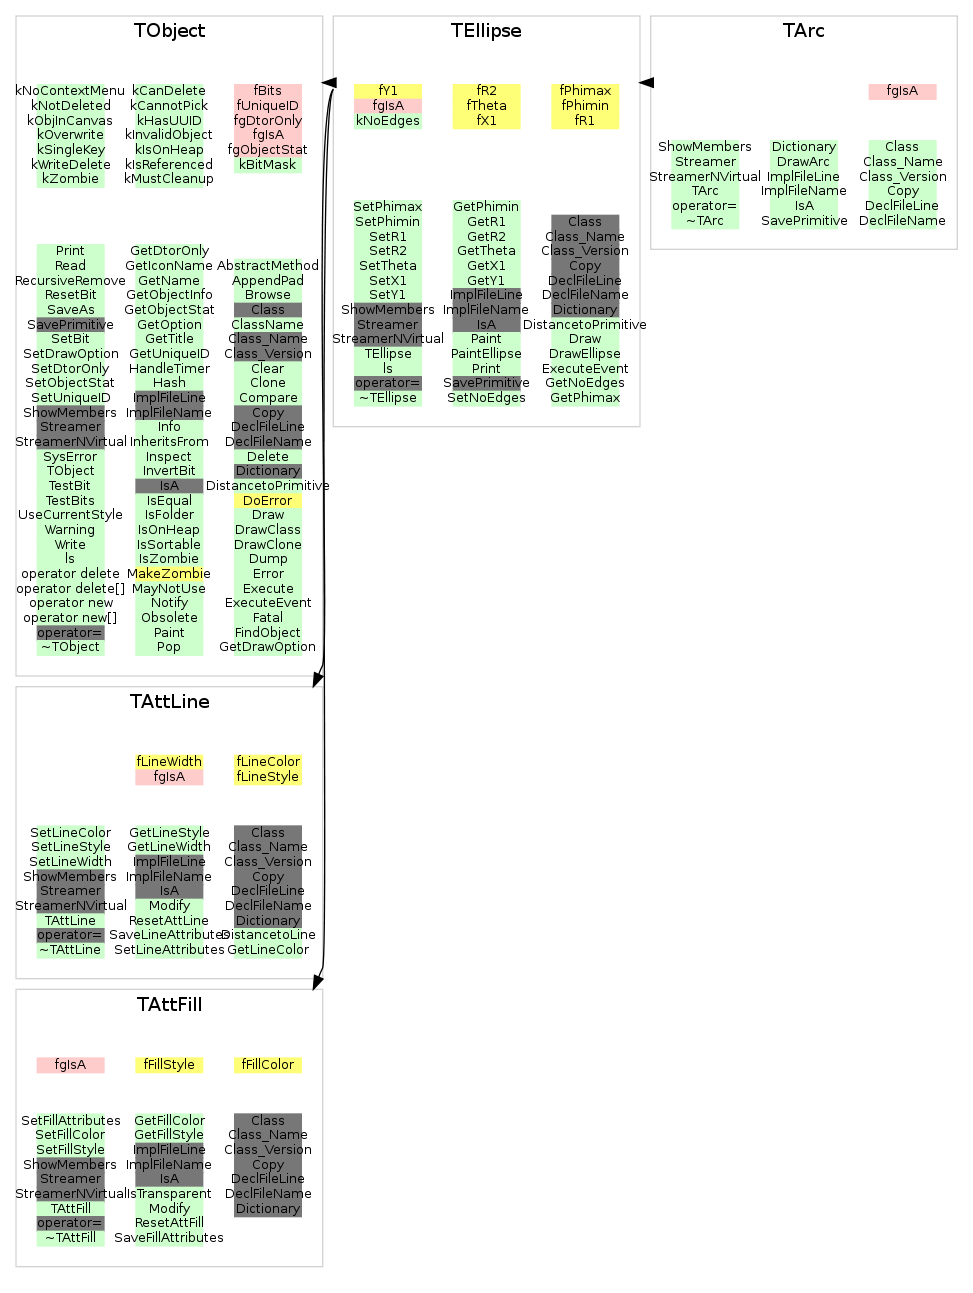 TObject
kNoContextMenu
kNotDeleted
kObjInCanvas
kOverwrite
kSingleKey
kWriteDelete
kZombie
kCanDelete
kCannotPick
kHasUUID
kInvalidObject
kIsOnHeap
kIsReferenced
kMustCleanup
fBits
fUniqueID
fgDtorOnly
fgIsA
fgObjectStat
kBitMask
Print
Read
RecursiveRemove
ResetBit
SaveAs
SavePrimitive
SetBit
SetDrawOption
SetDtorOnly
SetObjectStat
SetUniqueID
ShowMembers
Streamer
StreamerNVirtual
SysError
TObject
TestBit
TestBits
UseCurrentStyle
Warning
Write
ls
operator delete
operator delete[]
operator new
operator new[]
operator=
~TObject
GetDtorOnly
GetIconName
GetName
GetObjectInfo
GetObjectStat
GetOption
GetTitle
GetUniqueID
HandleTimer
Hash
ImplFileLine
ImplFileName
Info
InheritsFrom
Inspect
InvertBit
IsA
IsEqual
IsFolder
IsOnHeap
IsSortable
IsZombie
MakeZombie
MayNotUse
Notify
Obsolete
Paint
Pop
AbstractMethod
AppendPad
Browse
Class
ClassName
Class_Name
Class_Version
Clear
Clone
Compare
Copy
DeclFileLine
DeclFileName
Delete
Dictionary
DistancetoPrimitive
DoError
Draw
DrawClass
DrawClone
Dump
Error
Execute
ExecuteEvent
Fatal
FindObject
GetDrawOption
TEllipse
fY1
fgIsA
kNoEdges
fR2
fTheta
fX1
fPhimax
fPhimin
fR1
SetPhimax
SetPhimin
SetR1
SetR2
SetTheta
SetX1
SetY1
ShowMembers
Streamer
StreamerNVirtual
TEllipse
ls
operator=
~TEllipse
GetPhimin
GetR1
GetR2
GetTheta
GetX1
GetY1
ImplFileLine
ImplFileName
IsA
Paint
PaintEllipse
Print
SavePrimitive
SetNoEdges
Class
Class_Name
Class_Version
Copy
DeclFileLine
DeclFileName
Dictionary
DistancetoPrimitive
Draw
DrawEllipse
ExecuteEvent
GetNoEdges
GetPhimax
TArc
fgIsA
ShowMembers
Streamer
StreamerNVirtual
TArc
operator=
~TArc
Dictionary
DrawArc
ImplFileLine
ImplFileName
IsA
SavePrimitive
Class
Class_Name
Class_Version
Copy
DeclFileLine
DeclFileName
TAttLine
fLineWidth
fgIsA
fLineColor
fLineStyle
SetLineColor
SetLineStyle
SetLineWidth
ShowMembers
Streamer
StreamerNVirtual
TAttLine
operator=
~TAttLine
GetLineStyle
GetLineWidth
ImplFileLine
ImplFileName
IsA
Modify
ResetAttLine
SaveLineAttributes
SetLineAttributes
Class
Class_Name
Class_Version
Copy
DeclFileLine
DeclFileName
Dictionary
DistancetoLine
GetLineColor
TAttFill
fgIsA
fFillStyle
fFillColor
SetFillAttributes
SetFillColor
SetFillStyle
ShowMembers
Streamer
StreamerNVirtual
TAttFill
operator=
~TAttFill
GetFillColor
GetFillStyle
ImplFileLine
ImplFileName
IsA
IsTransparent
Modify
ResetAttFill
SaveFillAttributes
Class
Class_Name
Class_Version
Copy
DeclFileLine
DeclFileName
Dictionary